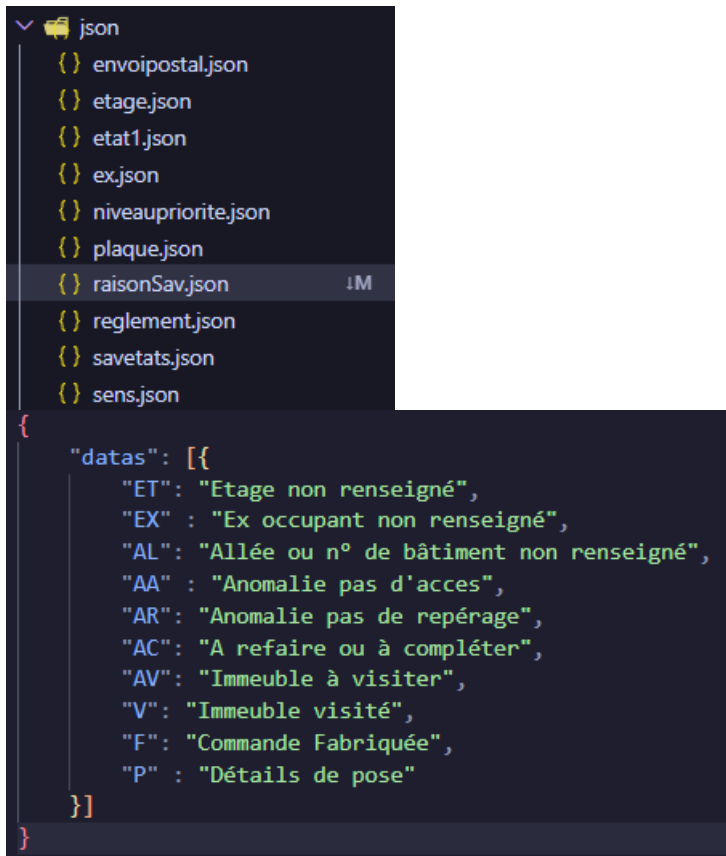 json
{ } envoipostal.json
{ } etage.json
{ } etat1.json
{ } ex.json
{ } niveaupriorite.json
{ } plaque.json
{ } raisonSav.json ↓M
{ } reglement.json
{ } savetats.json
{ } sens.json
{
"datas": [{
"ET": "Etage non renseigné",
"EX" : "Ex occupant non renseigné",
"AL": "Allée ou n° de bâtiment non renseigné",
"AA" : "Anomalie pas d'acces",
"AR": "Anomalie pas de repérage",
"AC": "A refaire ou à compléter",
"AV": "Immeuble à visiter",
"V": "Immeuble visité",
"F": "Commande Fabriquée",
"P" : "Détails de pose"
}]
}